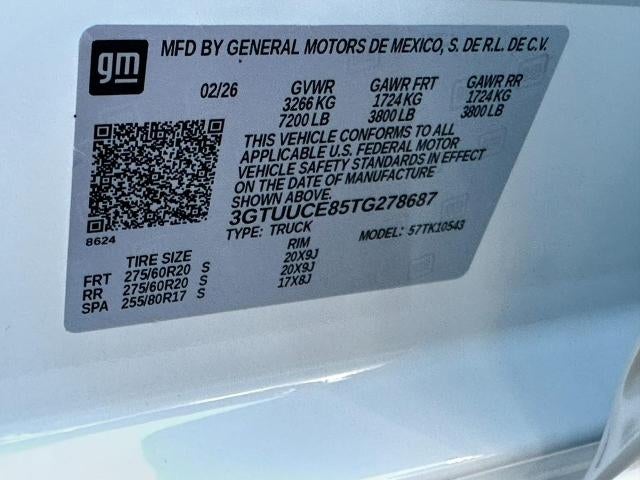 gm
MFD BY GENERAL MOTORS DE MEXICO, S. DE R.L. DE C.V.
02/26 GVWR GAWR FRT GAWR RR
3266 KG 1724 KG 1724 KG
7200 LB 3800 LB 3800 LB
THIS VEHICLE CONFORMS TO ALL
APPLICABLE U.S. FEDERAL MOTOR
VEHICLE SAFETY STANDARDS IN EFFECT
ON THE DATE OF MANUFACTURE
SHOWN ABOVE.
3GTUUCE85TG278687
8624
TYPE: TRUCK MODEL: 57TK10543
TIRE SIZE RIM
FRT 275/60R20 S 20X9J
RR 275/60R20 S 20X9J
SPA 255/80R17 S 17X8J